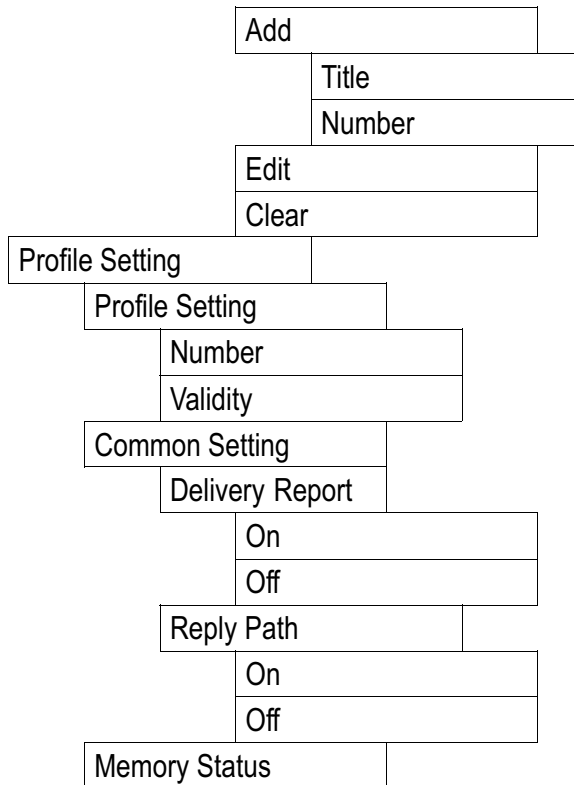 Add
Title
Number
Edit
Clear
Profile Setting
Profile Setting
Number
Validity
Common Setting
Delivery Report
On
Off
Reply Path
On
Off
Memory Status